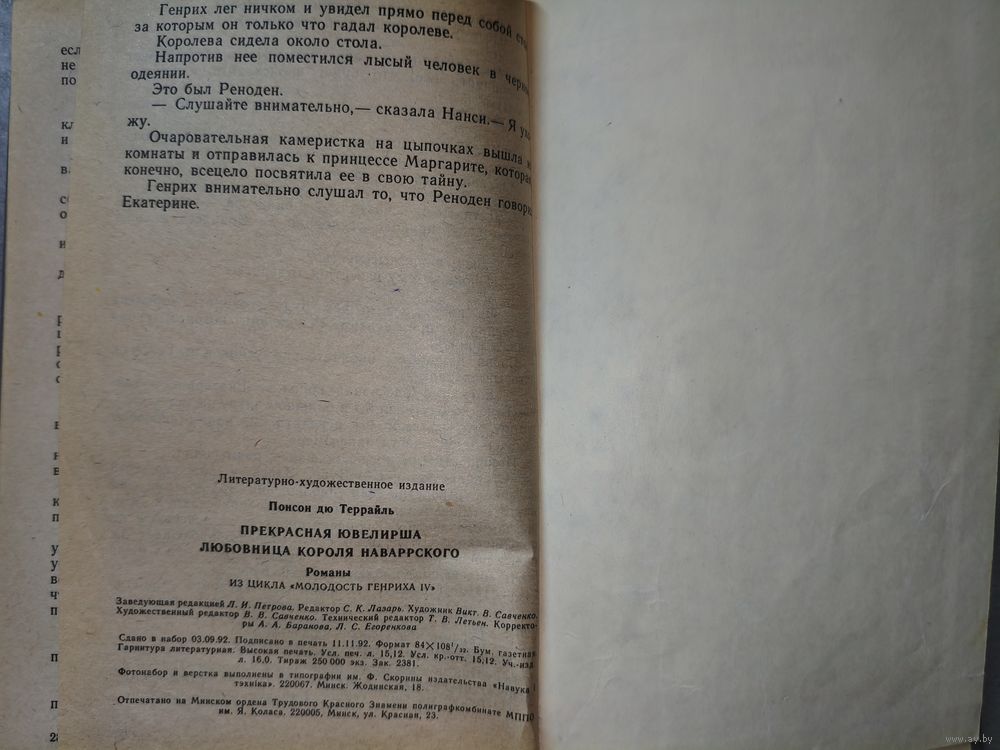 Генрих лег ничком и увидел прямо перед собой
за которым он только что гадал королеве.
Королева сидела около стола.
Напротив нее поместился лысый человек в
одеянии.
Это был Реноден.
— Слушайте внимательно,— сказала Нанси.— Я
жу.
Очаровательная камеристка на цыпочках вышла
комнаты и отправилась к принцессе Маргарите,
конечно, всецело посвятила ее в свою тайну.
Генрих внимательно слушал то, что Реноден
Екатерине.
Литературно-художественное издание
Понсон дю Террайль
ПРЕКРАСНАЯ ЮВЕЛИРША
ЛЮБОВНИЦА КОРОЛЯ НАВАРРСКОГО
Романы
ИЗ ЦИКЛА «МОЛОДОСТЬ ГЕНРИХА IV»
Заведующая редакцией Л. И. Петрова. Редактор С. К. Лазарь. Художник Викт. В. Савченко.
Художественный редактор В. В. Савченко. Технический редактор Т. В. Летьен. Корректо-
ры А. А. Баранова, Л. С. Егоренкова
Сдано в набор 03.09.92. Подписано в печать 11.11.92. Формат 84×108 1/32. Бум. газетная
Гарнитура литературная. Высокая печать. Усл. печ. л. 15,12. Усл. кр.-отт. 15,12. Уч.-изд.
л. 16,0. Тираж 250 000 экз. Зак. 2381.
Фотонабор и верстка выполнены в типографии им. Ф. Скорины издательства «Навука і
тэхніка». 220067. Минск. Жодинская, 18.
Отпечатано на Минском ордена Трудового Красного Знамени полиграфкомбинате МППО
им. Я. Коласа. 220005, Минск, ул. Красная, 23.
www.ay.by